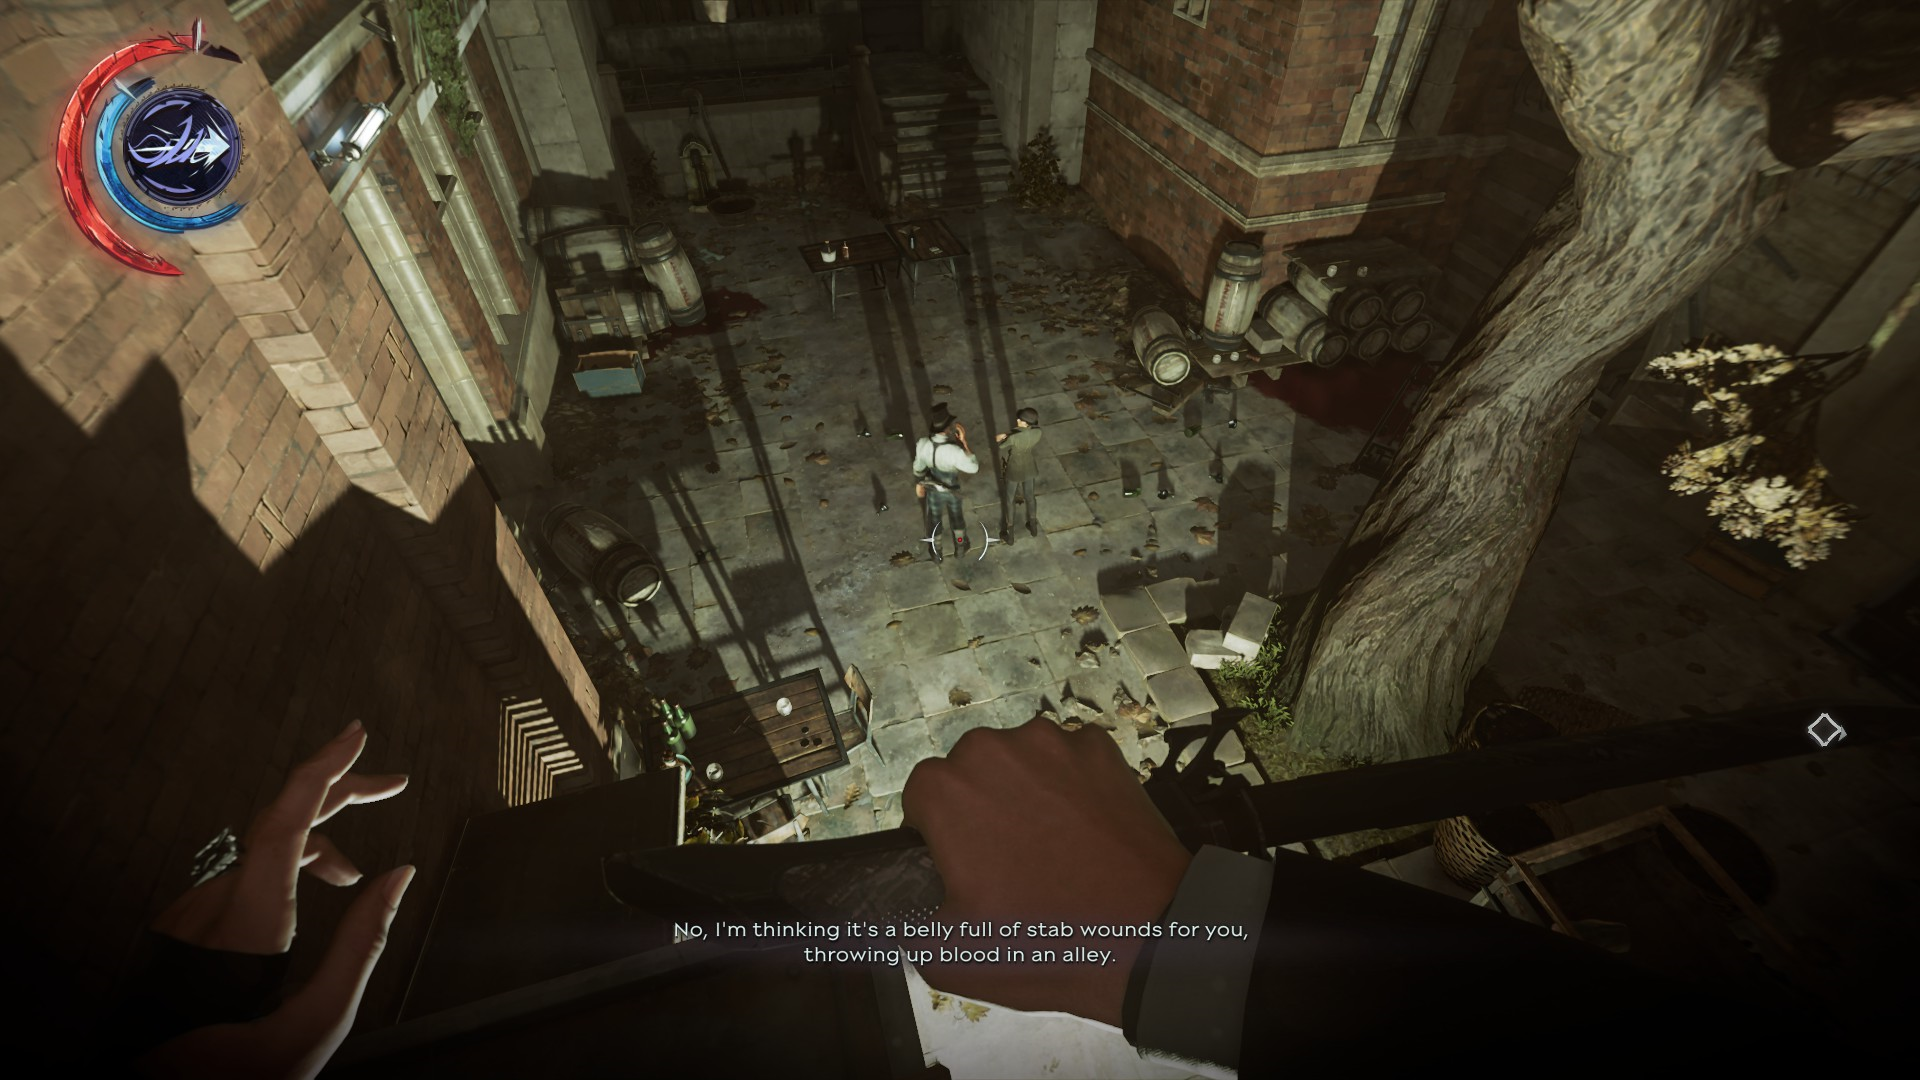 No, I'm thinking it's a belly full of stab wounds for you,
throwing up blood in an alley.